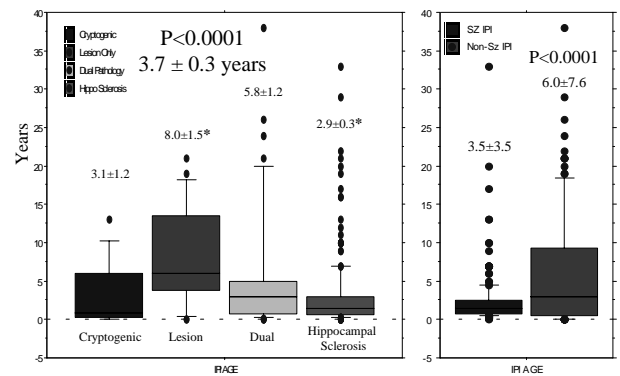 Cryptogenic
Lesion Only
Dual Pathology
Hippo Sclerosis
P<0.0001
3.7 ± 0.3 years
3.1±1.2
8.0±1.5*
5.8±1.2
2.9±0.3*
Years
40
35
30
25
20
15
10
5
0
-5
Cryptogenic
Lesion
Dual
Hippocampal
Sclerosis
IPI AGE
SZ IPI
Non-Sz IPI
P<0.0001
6.0±7.6
3.5±3.5
40
35
30
25
20
15
10
5
0
-5
IPI AGE